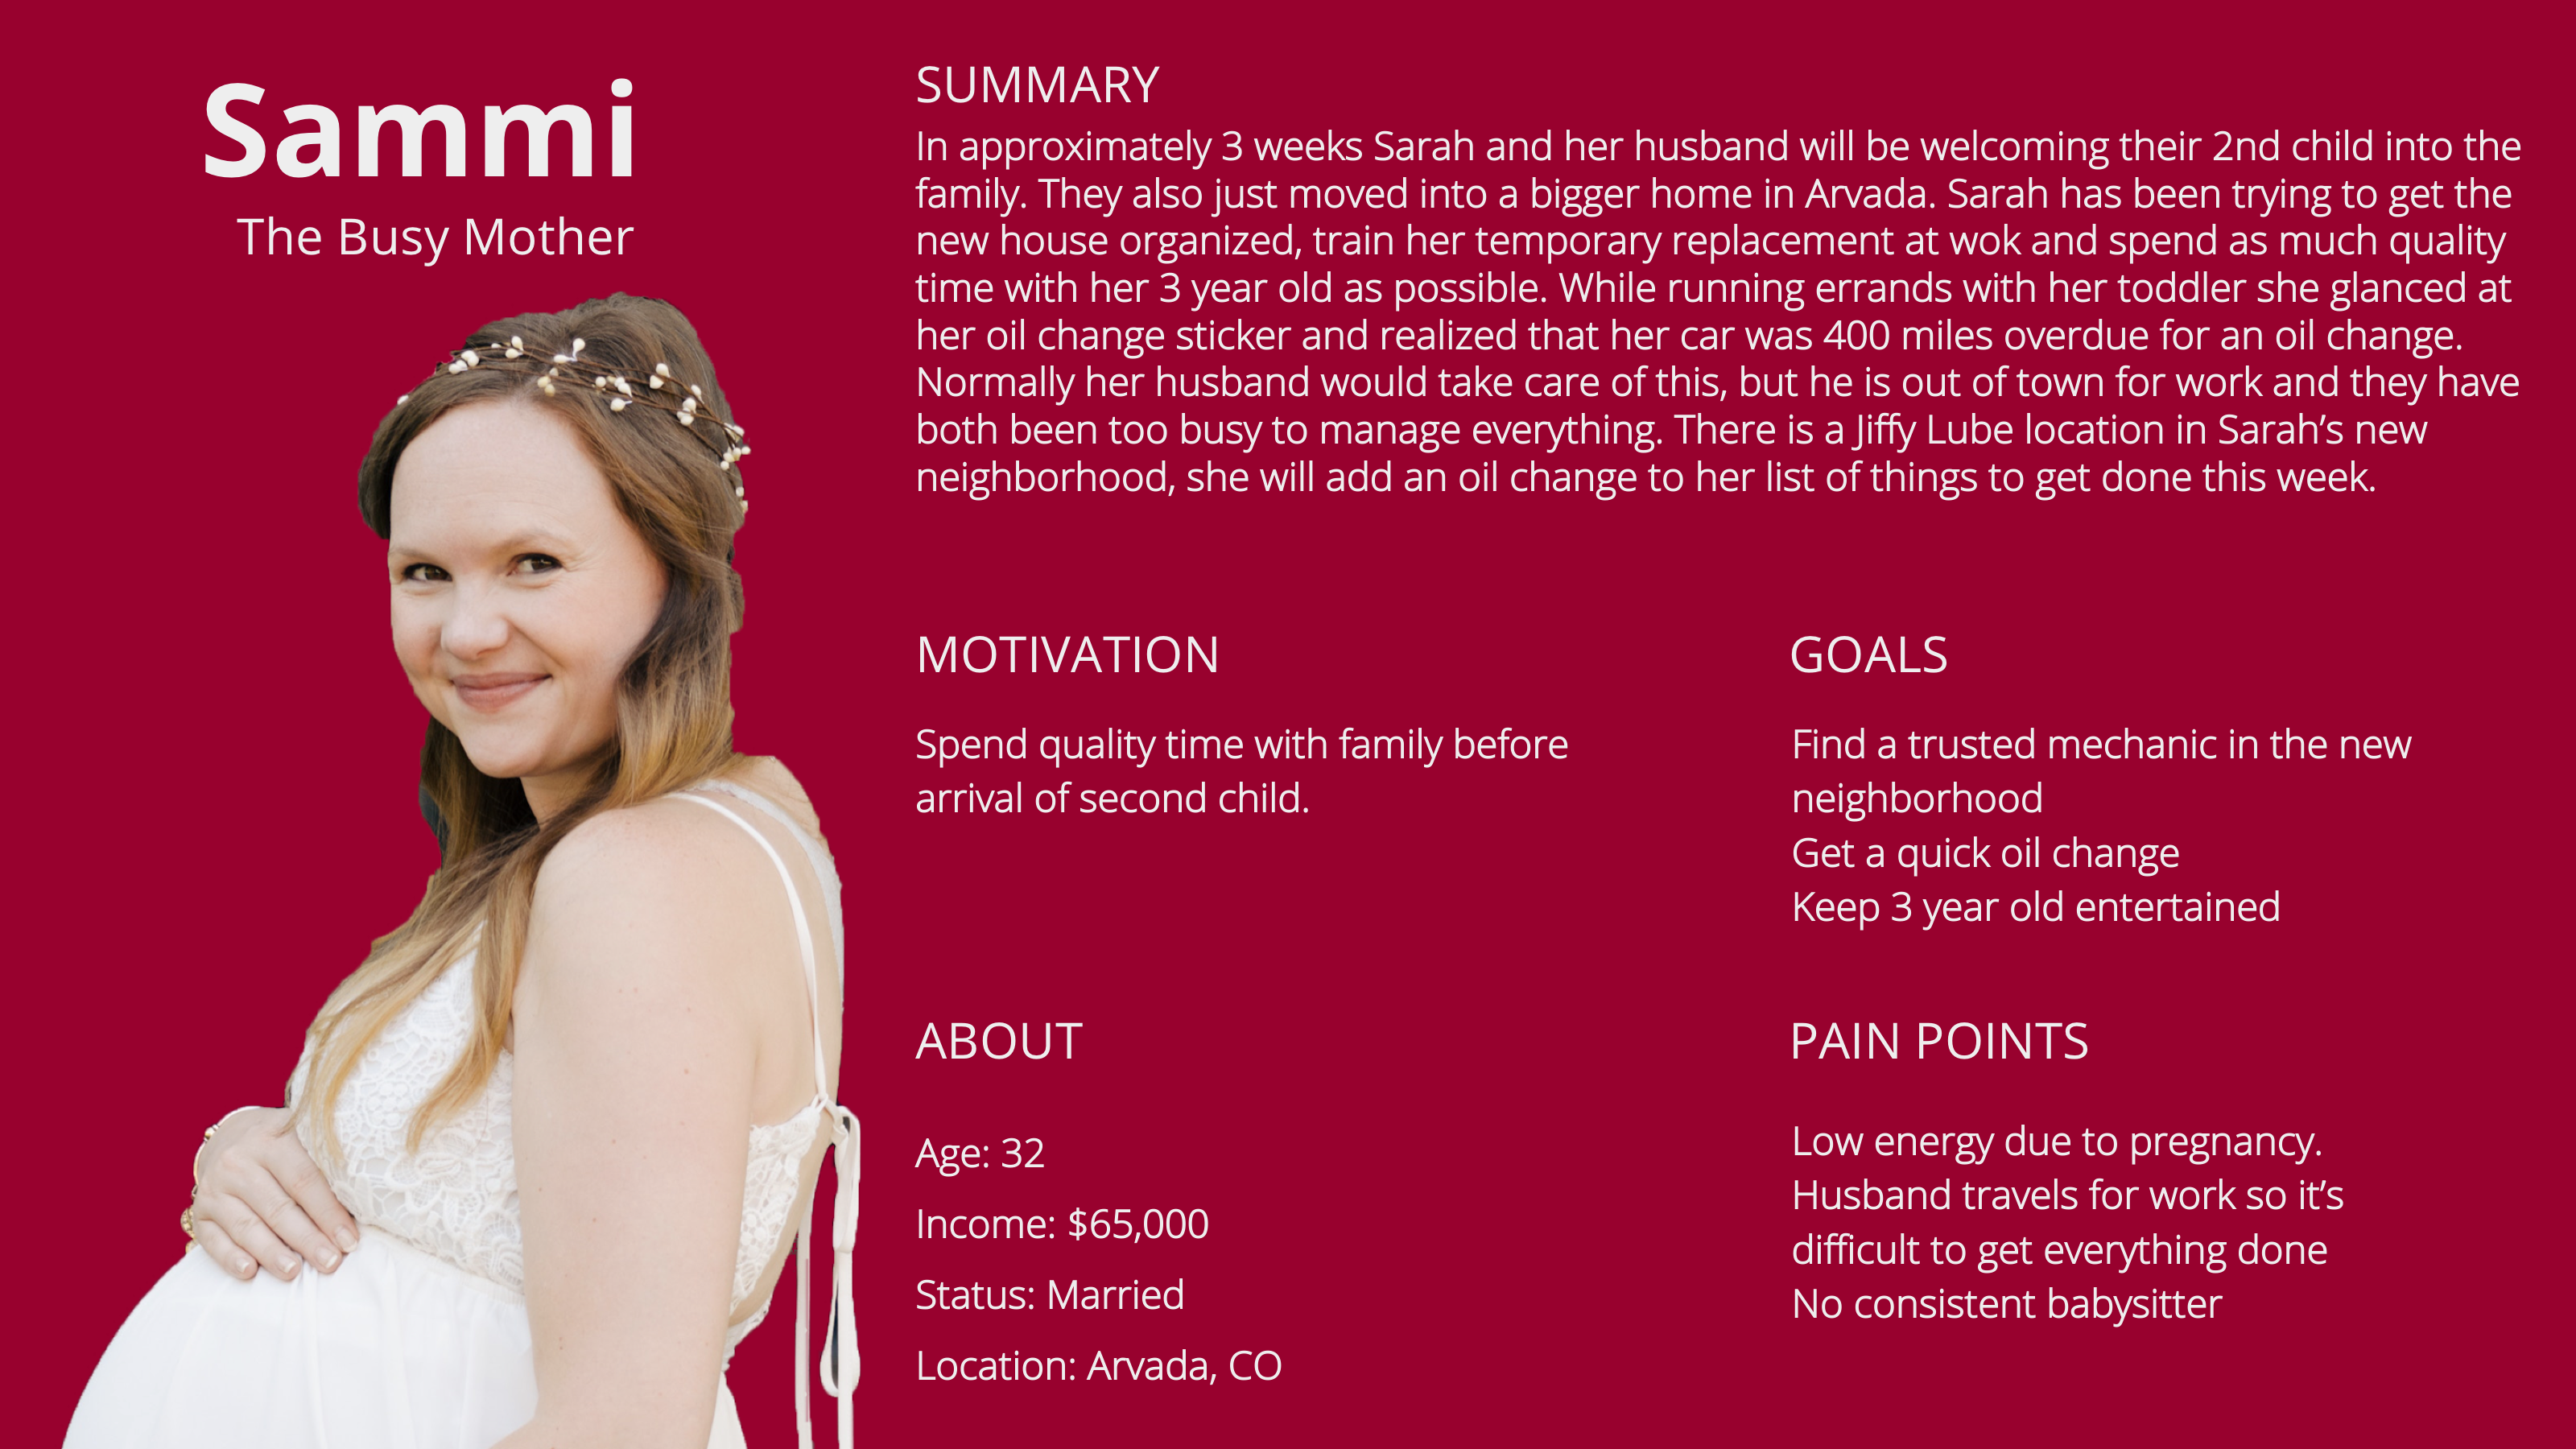 Sammi
The Busy Mother
SUMMARY
In approximately 3 weeks Sarah and her husband will be welcoming their 2nd child into the
family. They also just moved into a bigger home in Arvada. Sarah has been trying to get the
new house organized, train her temporary replacement at wok and spend as much quality
time with her 3 year old as possible. While running errands with her toddler she glanced at
her oil change sticker and realized that her car was 400 miles overdue for an oil change.
Normally her husband would take care of this, but he is out of town for work and they have
both been too busy to manage everything. There is a Jiffy Lube location in Sarah’s new
neighborhood, she will add an oil change to her list of things to get done this week.
MOTIVATION
Spend quality time with family before
arrival of second child.
GOALS
Find a trusted mechanic in the new
neighborhood
Get a quick oil change
Keep 3 year old entertained
ABOUT
Age: 32
Income: $65,000
Status: Married
Location: Arvada, CO
PAIN POINTS
Low energy due to pregnancy.
Husband travels for work so it’s
difficult to get everything done
No consistent babysitter